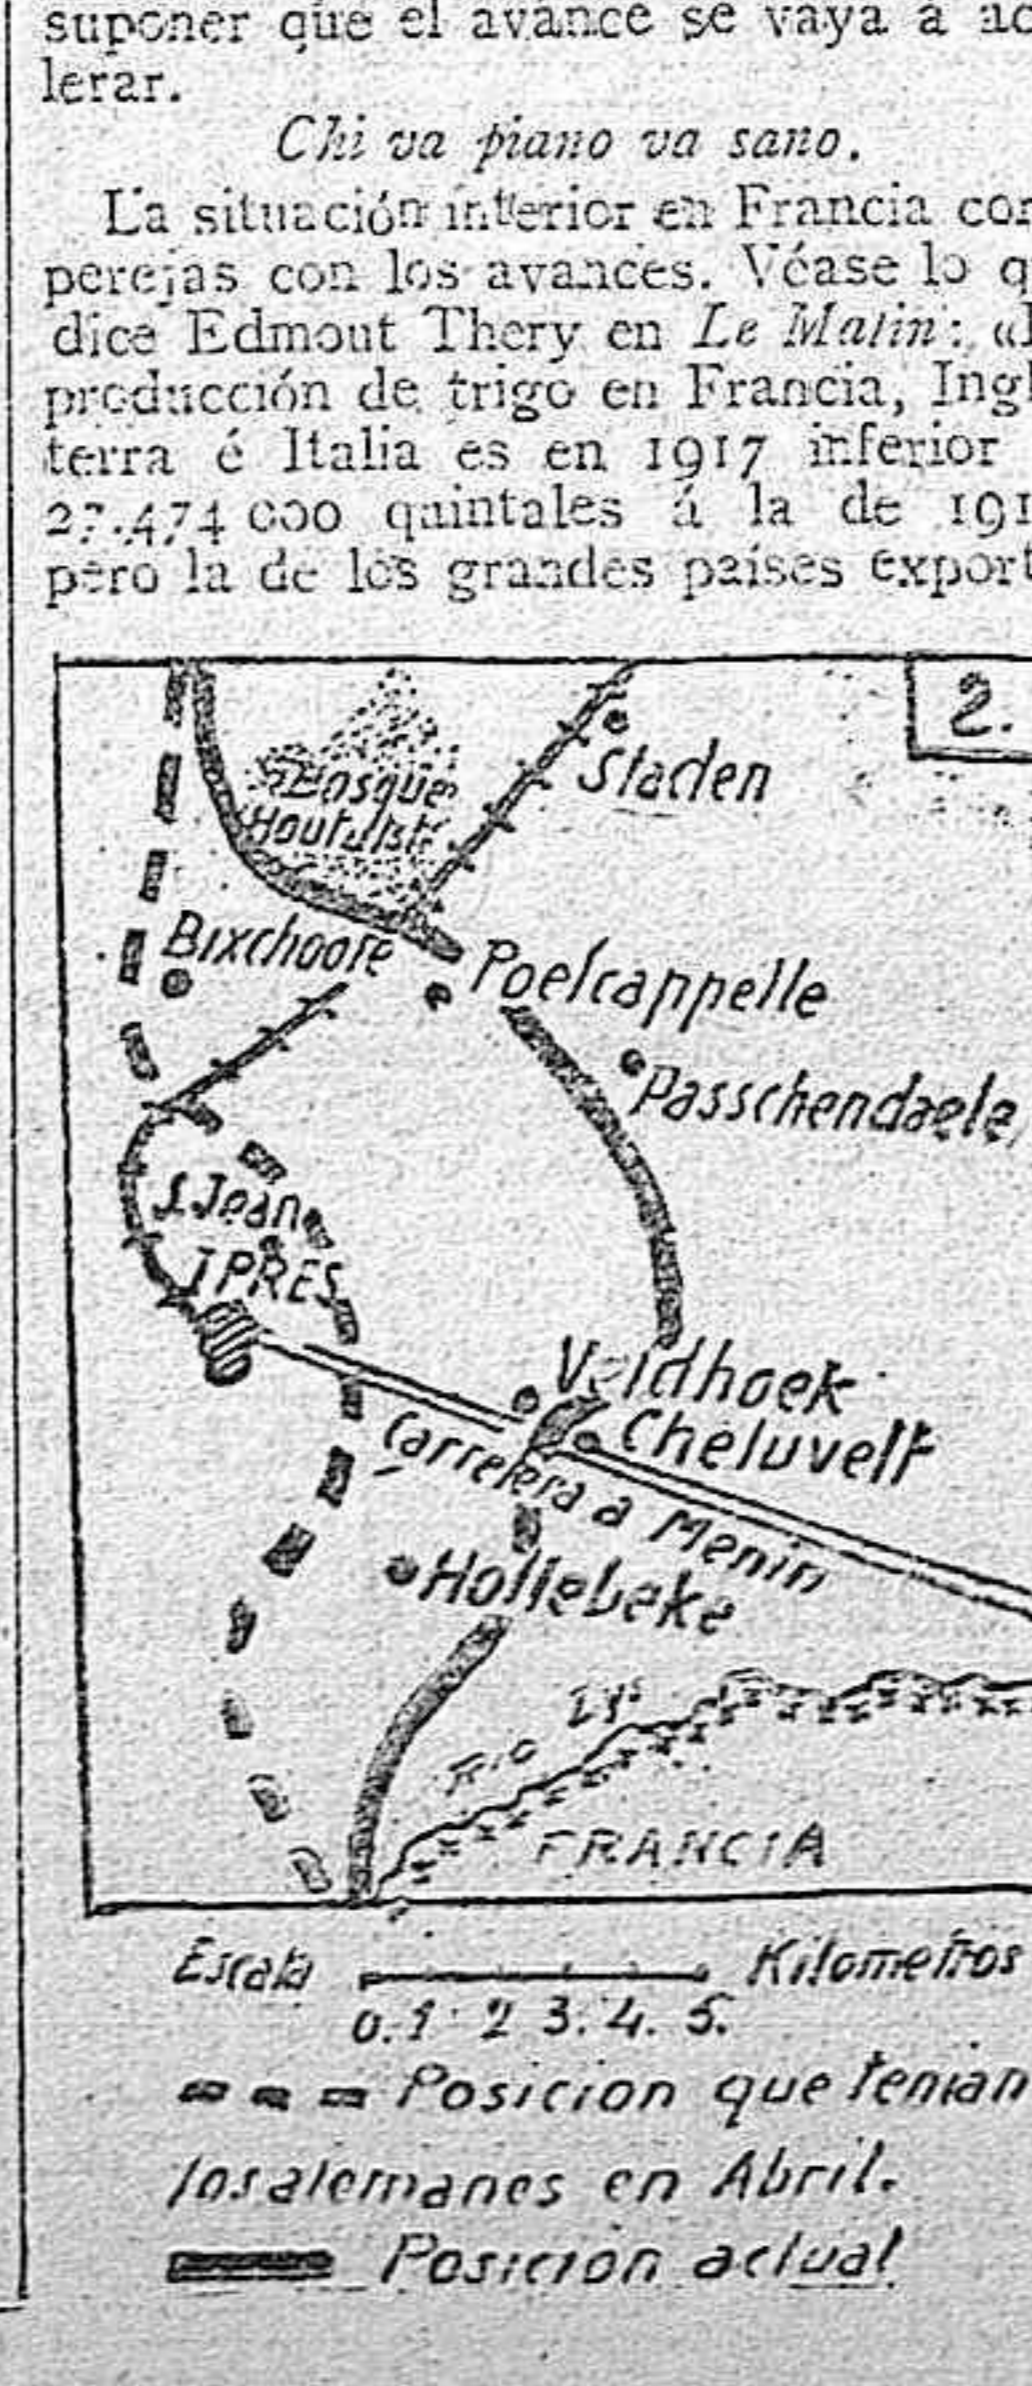 suponer que el avance se vaya a ac
lerar.
Chi va piano va sano.
La situación interior en Francia cor
perejas con los avances. Véase lo q
dice Edmout Thery en Le Matin: «
producción de trigo en Francia, Ingl
terra é Italia es en 1917 inferior
27.474 000 quintales á la de 191
pero la de los grandes países export
2.
Staden
Bosque
Houtulst
Bixchoote
Poelcappelle
Passchendaele
S. Jean
IPRES
Veldhoek
Cheluvelt
Carretera a Menin
Hollebeke
Rio Lys
FRANCIA
Escala Kilometros
0. 1 2 3. 4. 5.
Posicion que tenian
los alemanes en Abril.
Posicion actual